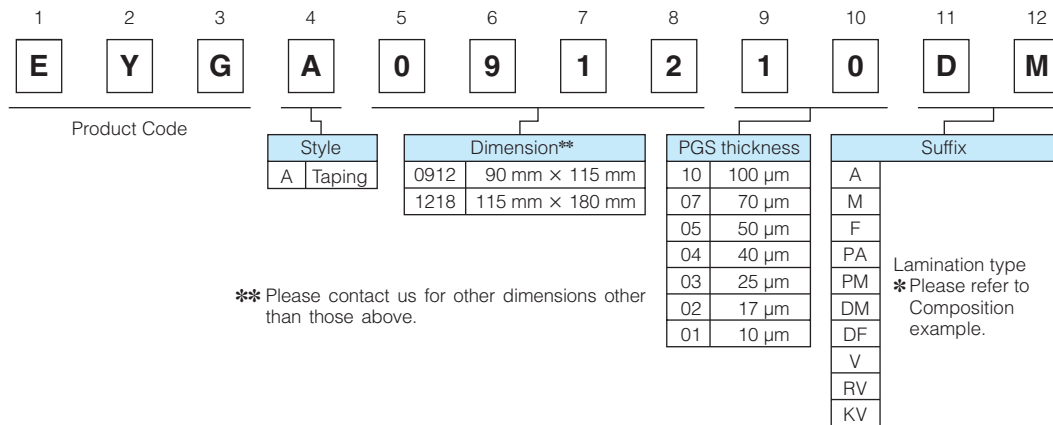 1 2 3 4 5 6 7 8 9 10 11 12
E Y G A 0 9 1 2 1 0 D M
Product Code
Style
A Taping
Dimension**
0912 90 mm × 115 mm
1218 115 mm × 180 mm
PGS thickness
10 100 μm
07 70 μm
05 50 μm
04 40 μm
03 25 μm
02 17 μm
01 10 μm
Suffix
A
M
F
PA
PM
DM
DF
V
RV
KV
Lamination type
* Please refer to
Composition
example.
** Please contact us for other dimensions other
than those above.